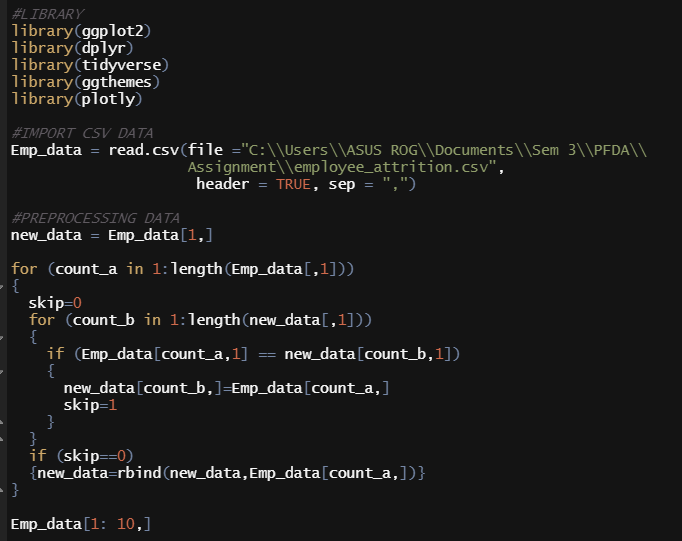 #LIBRARY
library(ggplot2)
library(dplyr)
library(tidyverse)
library(ggthemes)
library(plotly)
#IMPORT CSV DATA
Emp_data = read.csv(file ="C:\\Users\\ASUS ROG\\Documents\\Sem 3\\PFDA\\
Assignment\\employee_attrition.csv",
header = TRUE, sep = ",")
#PREPROCESSING DATA
new_data = Emp_data[1,]
for (count_a in 1:length(Emp_data[,1]))
{
skip=0
for (count_b in 1:length(new_data[,1]))
{
if (Emp_data[count_a,1] == new_data[count_b,1])
{
new_data[count_b,]=Emp_data[count_a,]
skip=1
}
}
if (skip==0)
{new_data=rbind(new_data,Emp_data[count_a,])}
}
Emp_data[1: 10,]